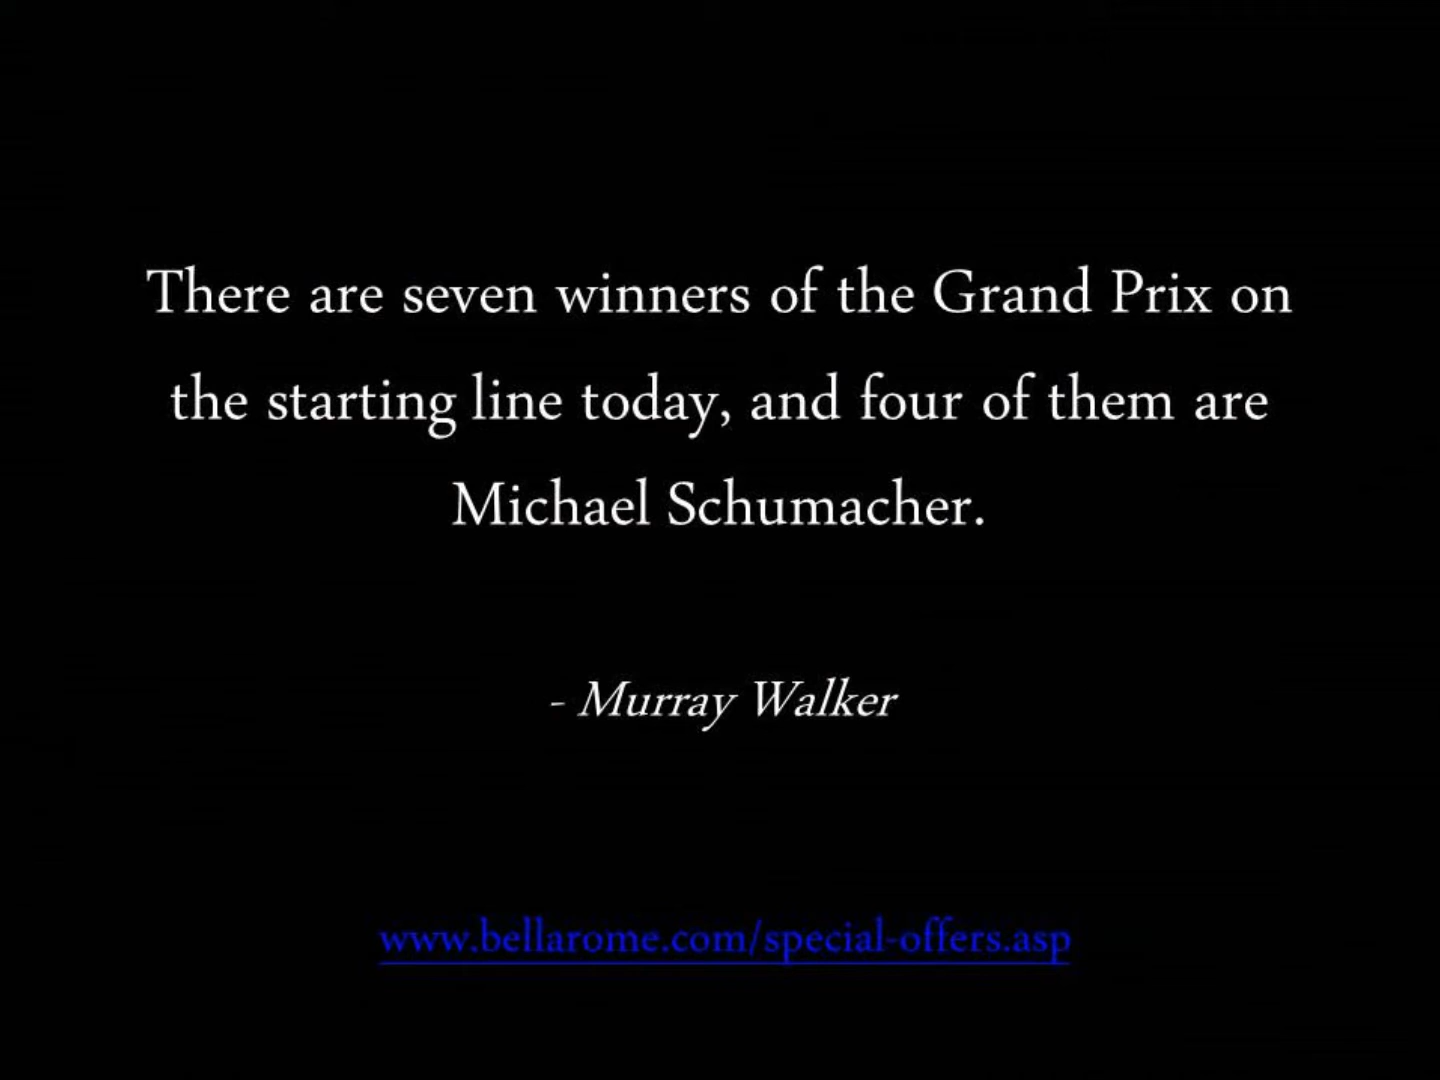 There are seven winners of the Grand Prix on
the starting line today, and four of them are
Michael Schumacher.
- Murray Walker
www.bellarome.com/special-offers.asp